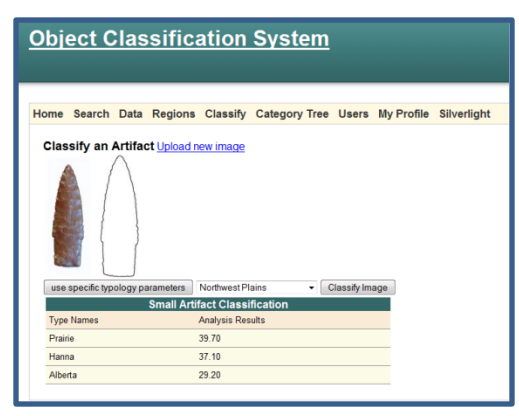 Object Classification System
Home Search Data Regions Classify Category Tree Users My Profile Silverlight
Classify an Artifact Upload new image
use specific typology parameters Northwest Plains Classify Image
Small Artifact Classification
Type Names Analysis Results
Prairie 39.70
Hanna 37.10
Alberta 29.20